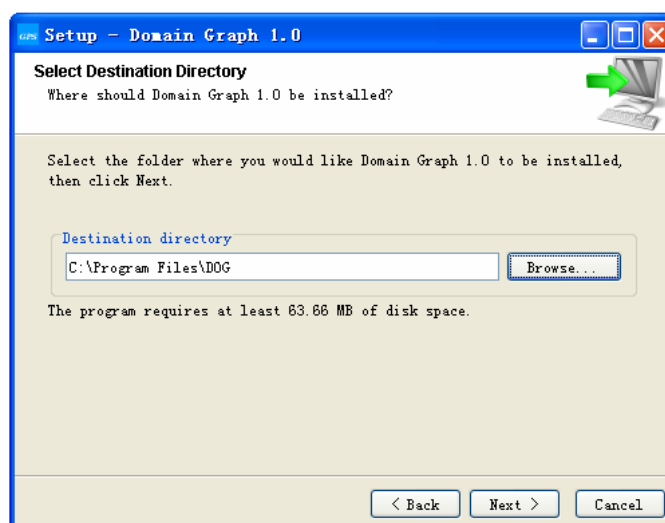 GPS Setup - Domain Graph 1.0
Select Destination Directory
Where should Domain Graph 1.0 be installed?
Select the folder where you would like Domain Graph 1.0 to be installed,
then click Next.
Destination directory
C:\Program Files\DOG
Browse...
The program requires at least 63.66 MB of disk space.
< Back Next > Cancel